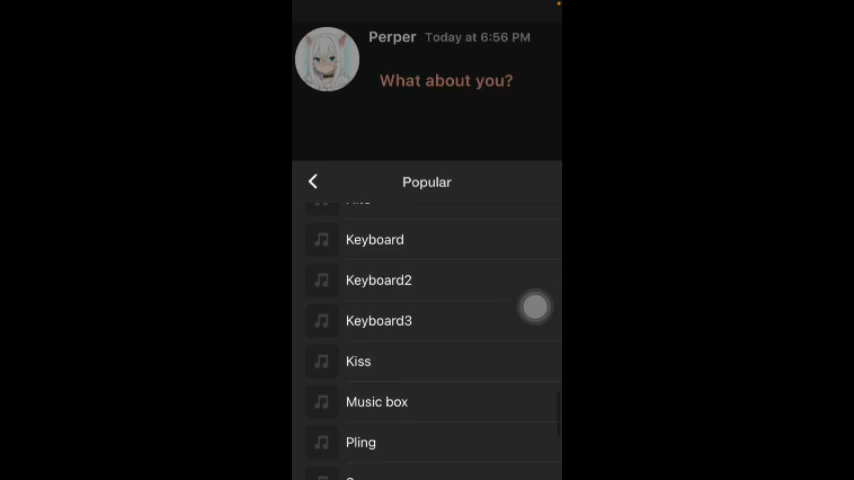 Perper Today at 6:56 PM
What about you?
Popular
Keyboard
Keyboard2
Keyboard3
Kiss
Music box
Pling